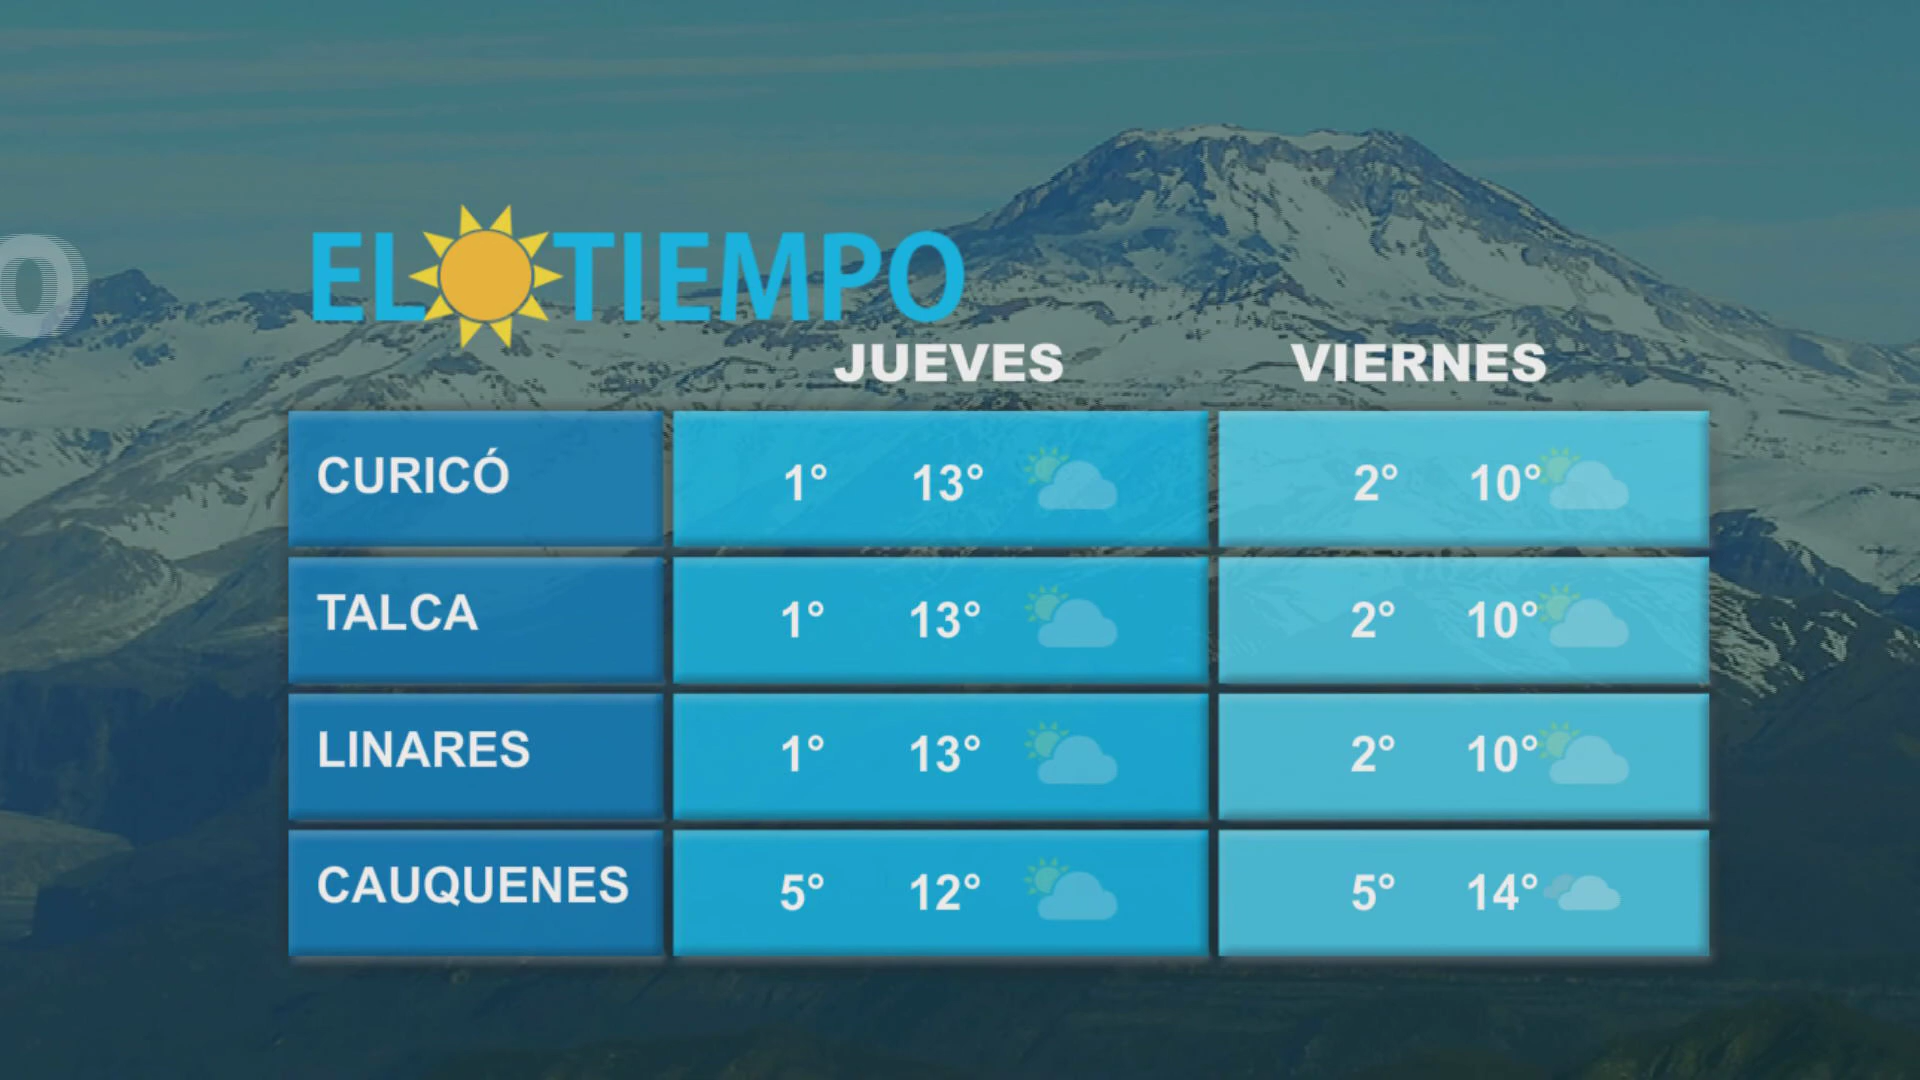 O
EL TIEMPO
JUEVES VIERNES
CURICÓ 1° 13° 2° 10°
TALCA 1° 13° 2° 10°
LINARES 1° 13° 2° 10°
CAUQUENES 5° 12° 5° 14°